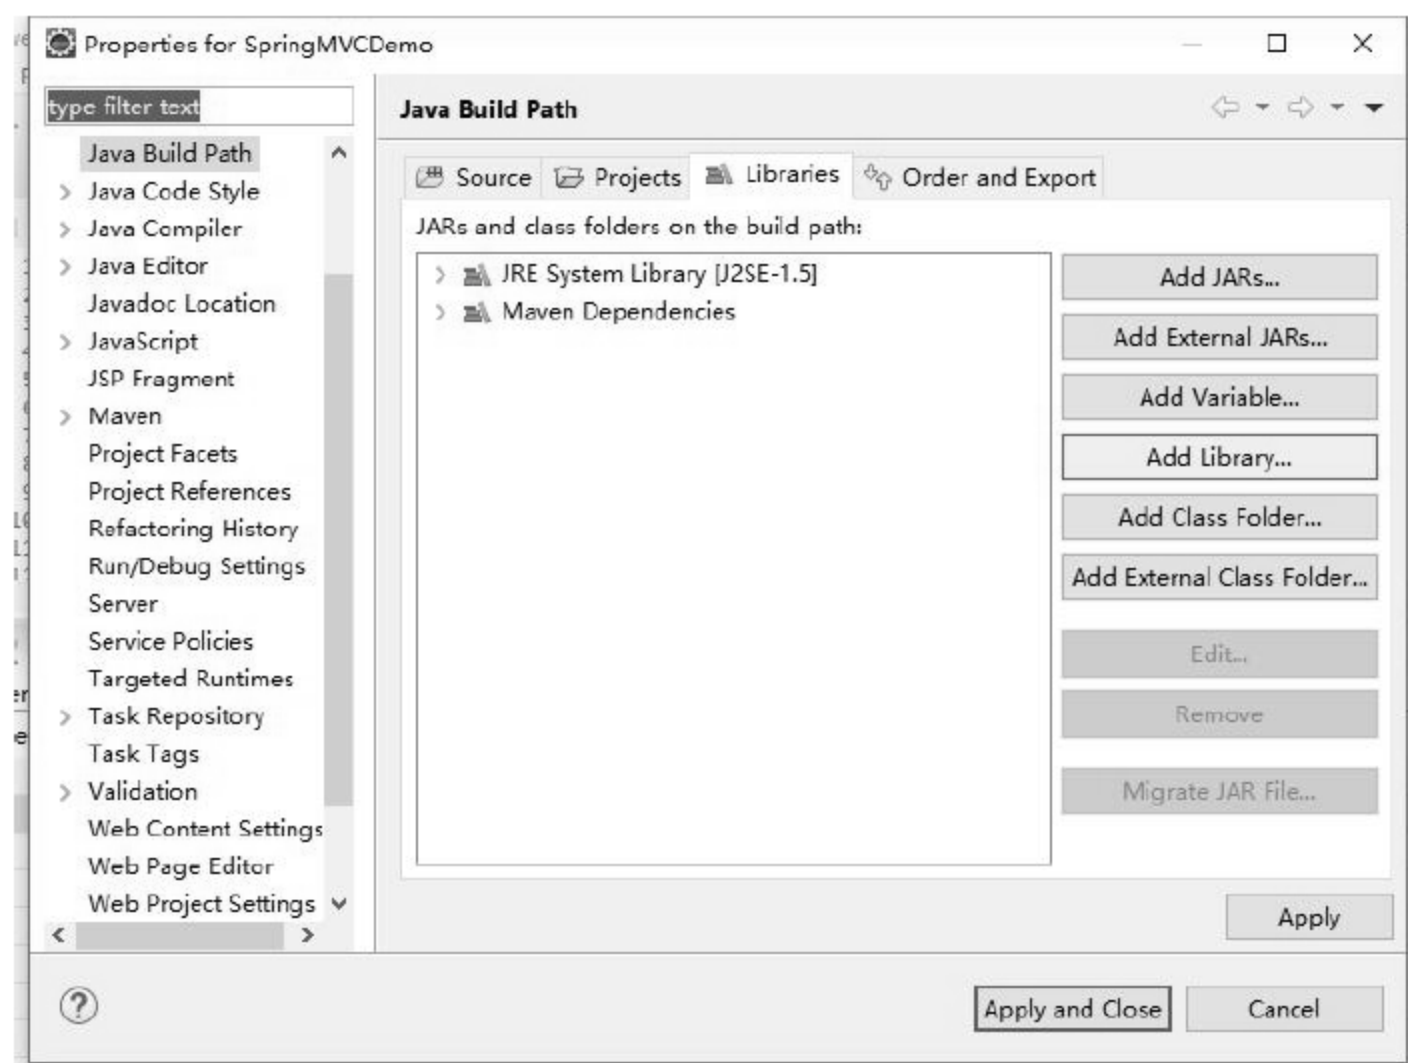 Properties for SpringMVCDemo
type filter text
Java Build Path
Java Code Style
Java Compiler
Java Editor
Javadoc Location
JavaScript
JSP Fragment
Maven
Project Facets
Project References
Refactoring History
Run/Debug Settings
Server
Service Policies
Targeted Runtimes
Task Repository
Task Tags
Validation
Web Content Settings
Web Page Editor
Web Project Settings
Java Build Path
Source Projects Libraries Order and Export
JARs and class folders on the build path:
JRE System Library [J2SE-1.5]
Maven Dependencies
Add JARs...
Add External JARs...
Add Variable...
Add Library...
Add Class Folder...
Add External Class Folder...
Edit...
Remove
Migrate JAR File...
Apply
Apply and Close Cancel